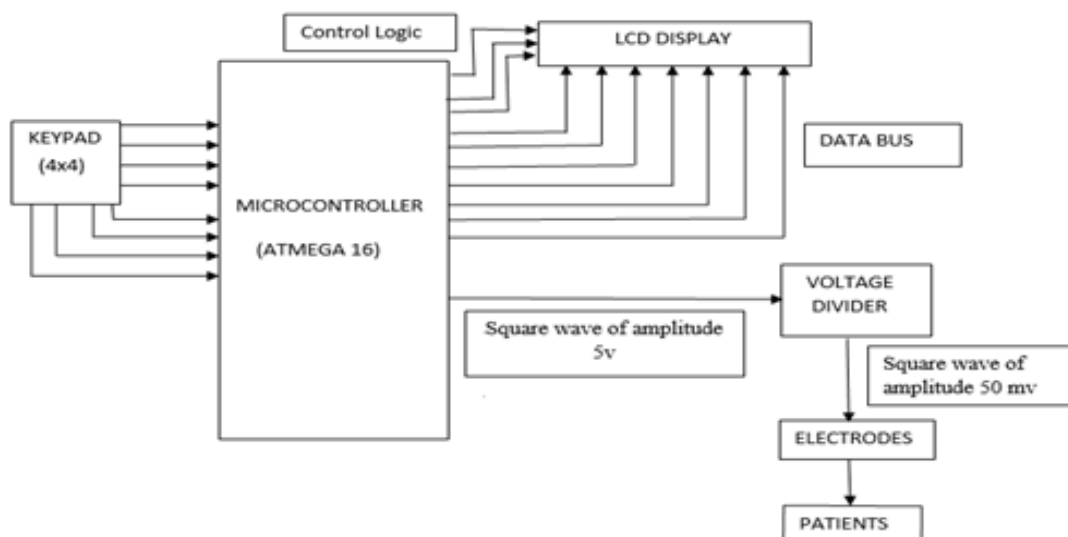 Control Logic
LCD DISPLAY
KEYPAD
(4x4)
DATA BUS
MICROCONTROLLER
(ATMEGA 16)
VOLTAGE
DIVIDER
Square wave of amplitude
5v
Square wave of
amplitude 50 mv
ELECTRODES
PATIENTS